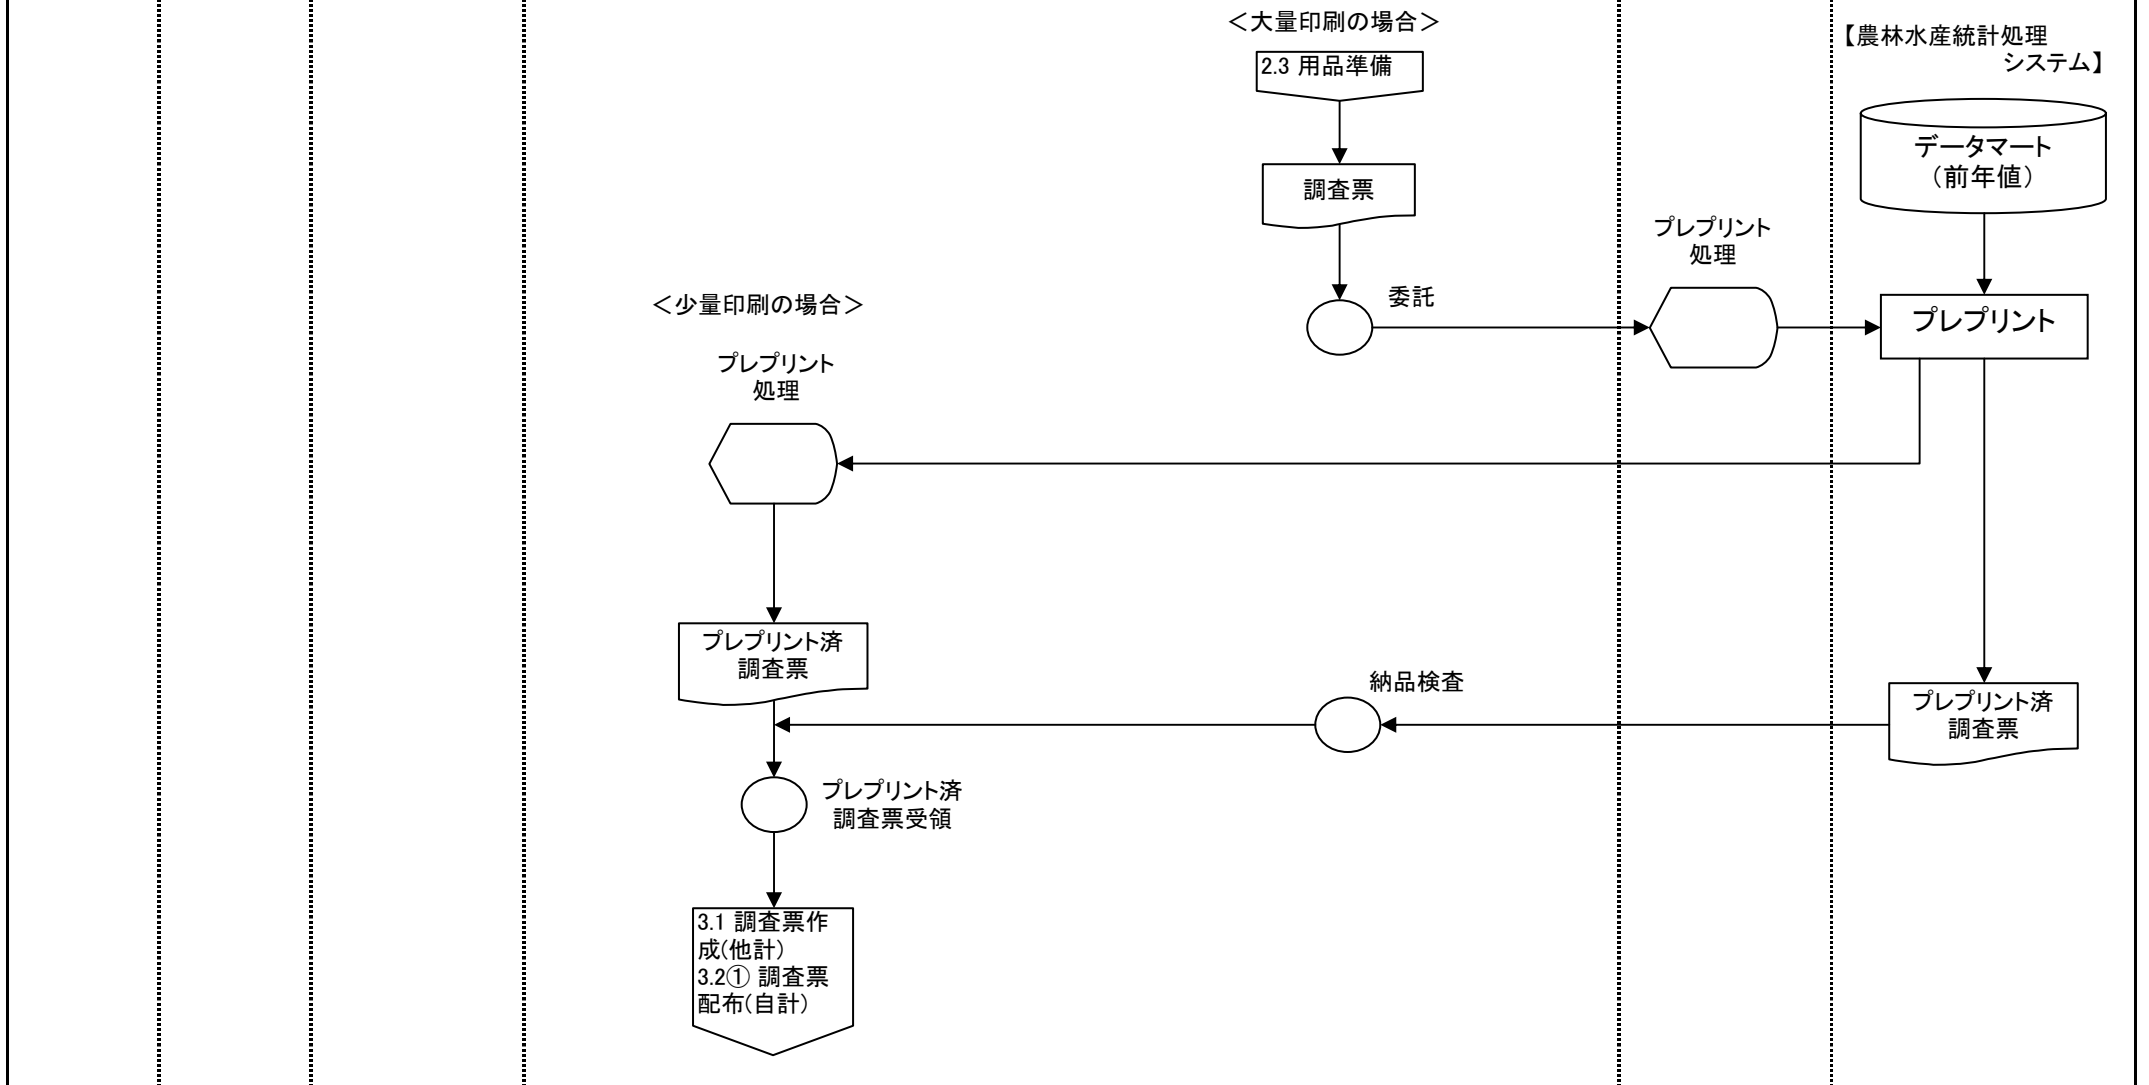 ＜大量印刷の場合＞
【農林水産統計処理
システム】
2.3 用品準備
データマート
（前年値）
調査票
プレプリント
処理
委託
＜少量印刷の場合＞
プレプリント
プレプリント
処理
プレプリント済
調査票
納品検査
プレプリント済
調査票
プレプリント済
調査票受領
3.1 調査票作
成(他計)
3.2① 調査票
配布(自計)